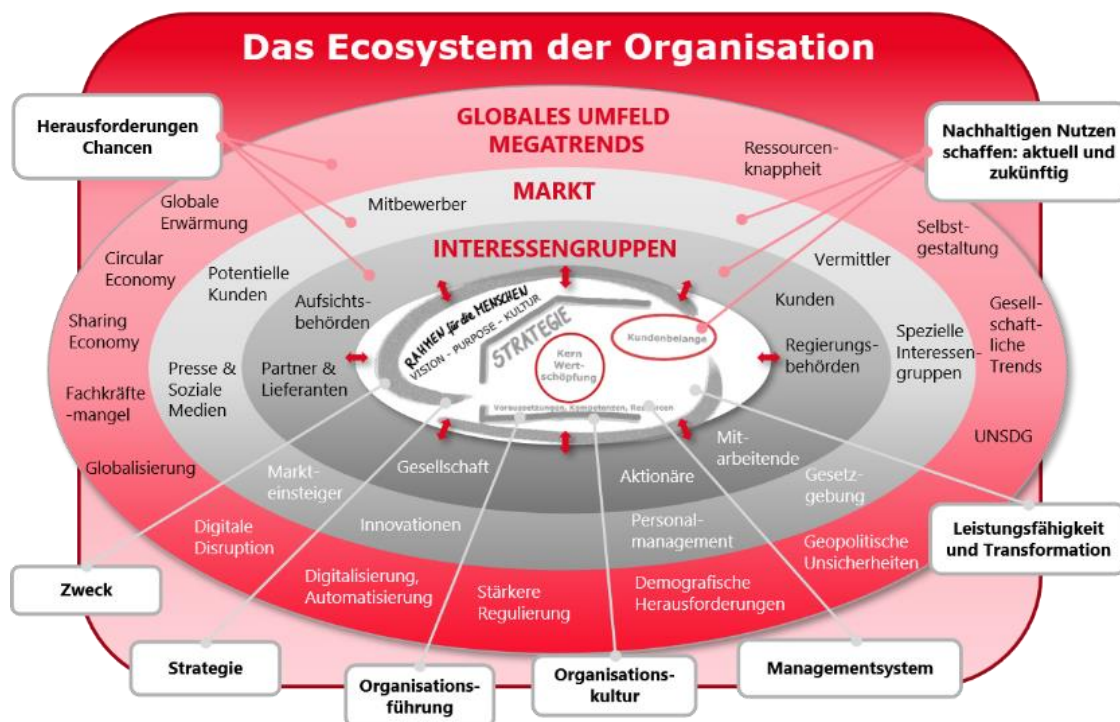 Das Ecosystem der Organisation
Herausforderungen
Chancen
Nachhaltigen Nutzen
schaffen: aktuell und
zukünftig
GLOBALES UMFELD
MEGATRENDS
Ressourcen-
knappheit
Globale
Erwärmung
Selbst-
gestaltung
Circular
Economy
Sharing
Economy
Gesell-
schaft-
liche
Trends
Fachkräfte
-mangel
UNSDG
Globalisierung
Digitale
Disruption
Digitalisierung,
Automatisierung
Stärkere
Regulierung
Demografische
Herausforderungen
Geopolitische
Unsicherheiten
MARKT
Mitbewerber
Vermittler
Potentielle
Kunden
Spezielle
Interessen-
gruppen
Presse &
Soziale
Medien
Markt-
einsteiger
Innovationen
Personal-
management
Gesetz-
gebung
INTERESSENGRUPPEN
Aufsichts-
behörden
Kunden
Partner &
Lieferanten
Regierungs-
behörden
Gesellschaft
Aktionäre
Mit-
arbeitende
RAHMEN für die MENSCHEN
VISION - PURPOSE - KULTUR
STRATEGIE
Kundenbelange
Kern
Wert-
schöpfung
Voraussetzungen, Kompetenzen, Resourcen
Zweck
Strategie
Organisations-
führung
Organisations-
kultur
Managementsystem
Leistungsfähigkeit
und Transformation